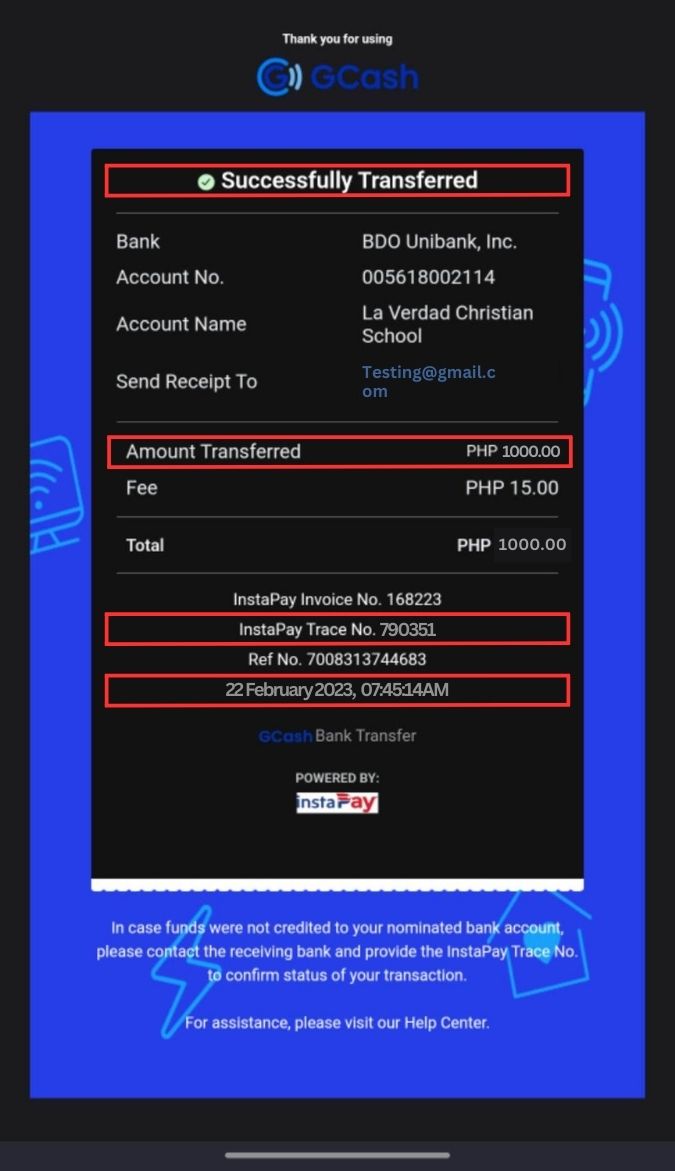 Thank you for using
GCash
Successfully Transferred
Bank BDO Unibank, Inc.
Account No. 005618002114
Account Name La Verdad Christian
School
Send Receipt To Testing@gmail.c
om
Amount Transferred PHP 1000.00
Fee PHP 15.00
Total PHP 1000.00
InstaPay Invoice No. 168223
InstaPay Trace No. 790351
Ref No. 7008313744683
22 February 2023, 07:45:14AM
GCash Bank Transfer
POWERED BY:
instaPay
In case funds were not credited to your nominated bank account,
please contact the receiving bank and provide the InstaPay Trace No.
to confirm status of your transaction.
For assistance, please visit our Help Center.